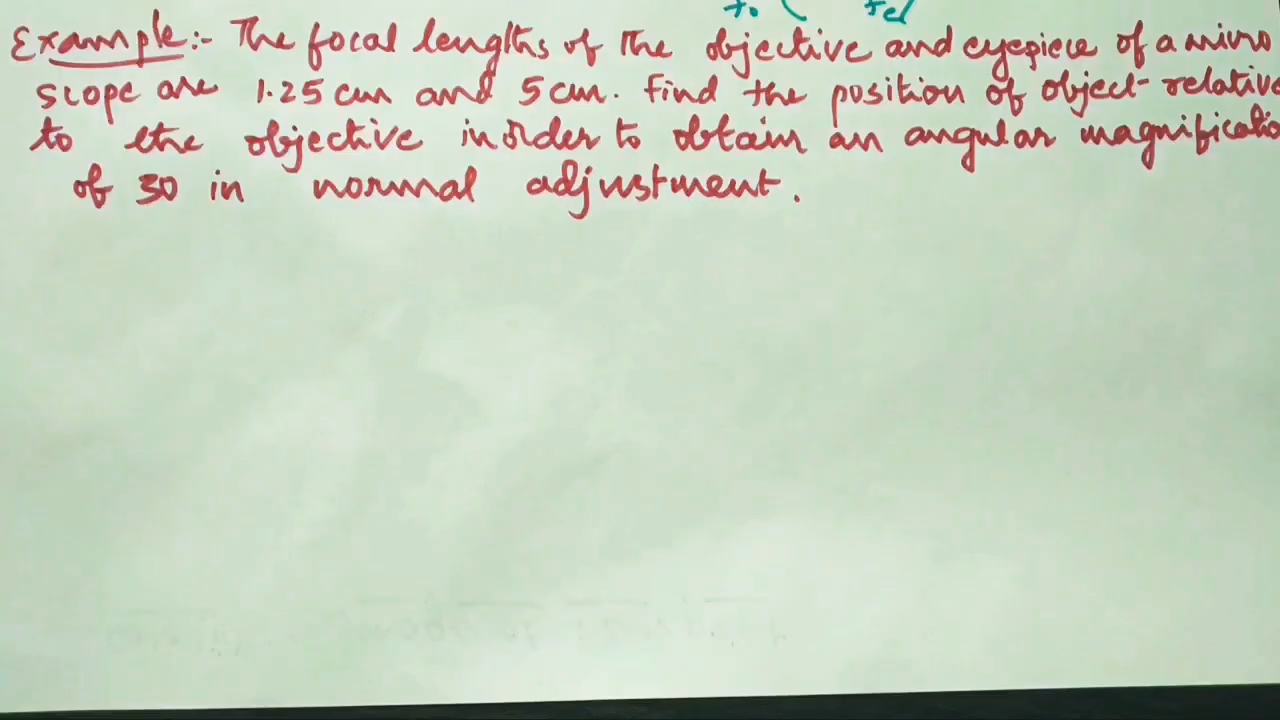 fo fe
Example:- The focal lengths of the objective and eyepiece of a micro
scope are 1.25 cm and 5 cm. Find the position of object relative
to the objective in order to obtain an angular magnificatio
of 30 in normal adjustment.